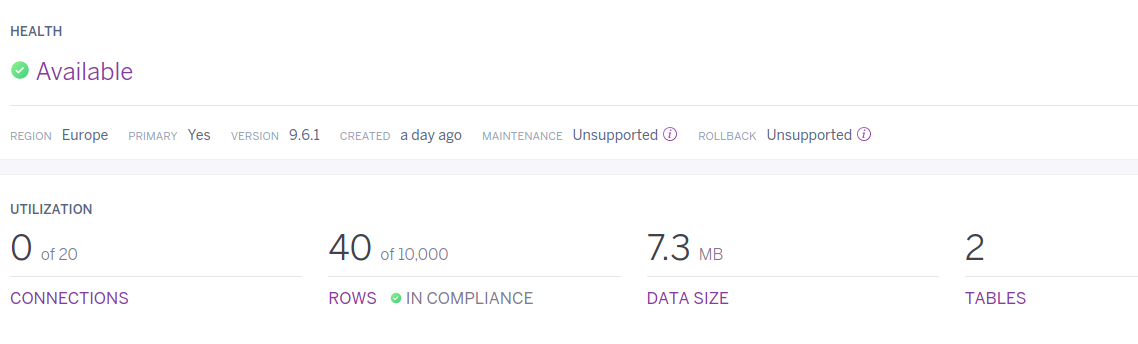 HEALTH
Available
REGION Europe PRIMARY Yes VERSION 9.6.1 CREATED a day ago MAINTENANCE Unsupported ROLLBACK Unsupported
UTILIZATION
0 of 20 40 of 10,000 7.3 MB 2
CONNECTIONS ROWS IN COMPLIANCE DATA SIZE TABLES